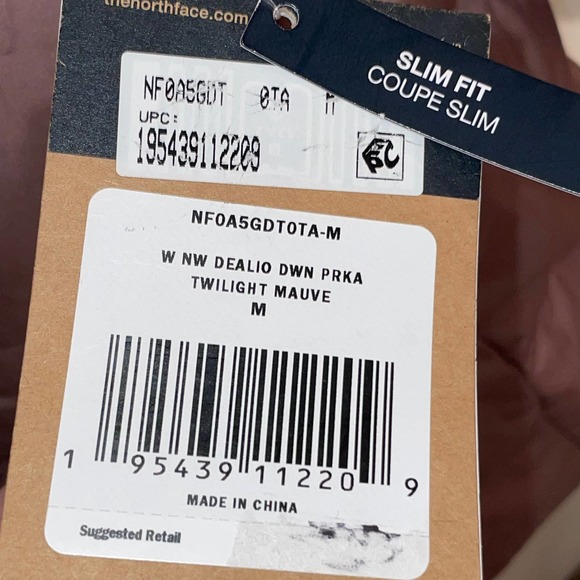 thenorthface.com
SLIM FIT
COUPE SLIM
NF0A5GDT 0TA M
UPC:
195439112209
NF0A5GDT0TA-M
W NW DEALIO DWN PRKA
TWILIGHT MAUVE
M
1 95439 11220 9
MADE IN CHINA
Suggested Retail